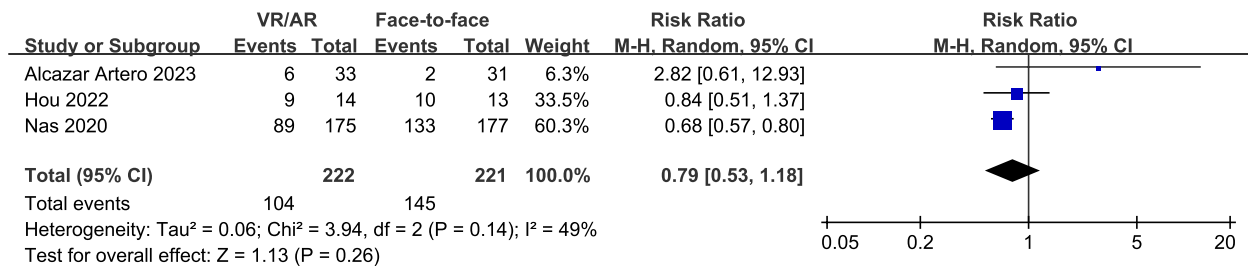 VR/AR Face-to-face Risk Ratio Risk Ratio
Study or Subgroup Events Total Events Total Weight M-H, Random, 95% CI M-H, Random, 95% CI
Alcazar Artero 2023 6 33 2 31 6.3% 2.82 [0.61, 12.93]
Hou 2022 9 14 10 13 33.5% 0.84 [0.51, 1.37]
Nas 2020 89 175 133 177 60.3% 0.68 [0.57, 0.80]
Total (95% CI) 222 221 100.0% 0.79 [0.53, 1.18]
Total events 104 145
Heterogeneity: Tau² = 0.06; Chi² = 3.94, df = 2 (P = 0.14); I² = 49%
Test for overall effect: Z = 1.13 (P = 0.26)
0.05 0.2 1 5 20